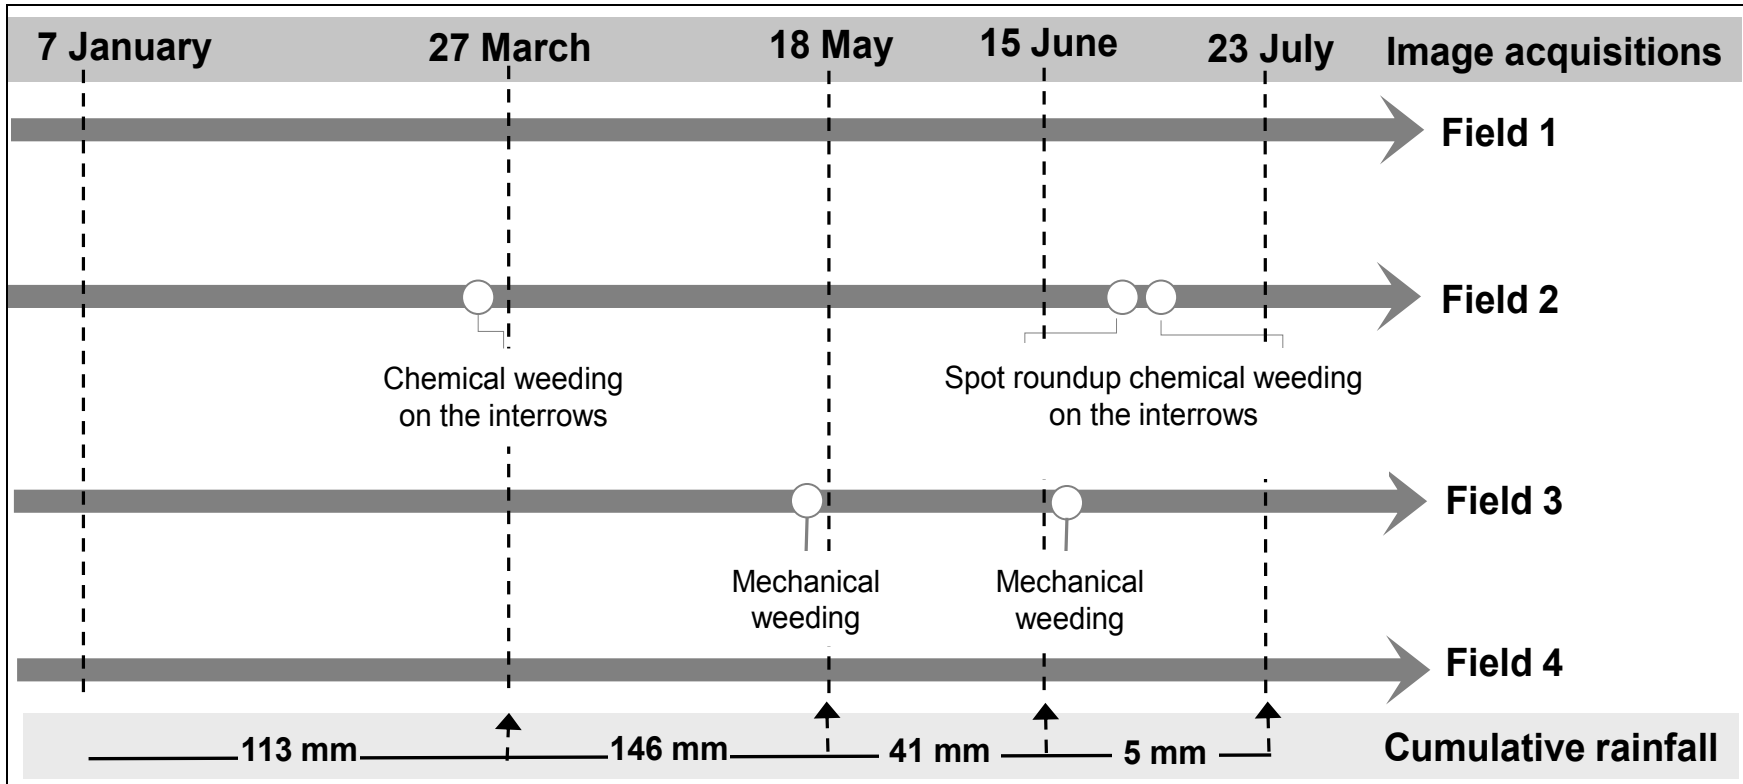 7 January 27 March 18 May 15 June 23 July Image acquisitions
Field 1
Field 2
Chemical weeding
on the interrows
Spot roundup chemical weeding
on the interrows
Field 3
Mechanical
weeding
Mechanical
weeding
Field 4
113 mm 146 mm 41 mm 5 mm Cumulative rainfall